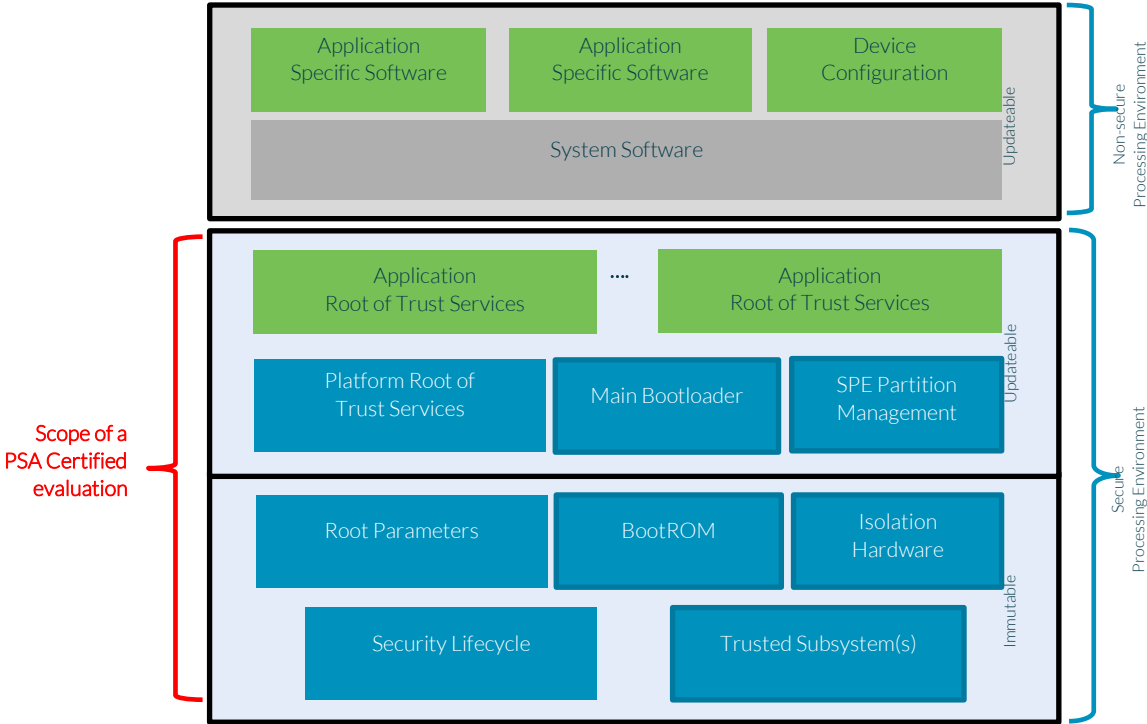 Application
Specific Software
Application
Specific Software
Device
Configuration
System Software
Updateable
Non-secure
Processing Environment
Application
Root of Trust Services
....
Application
Root of Trust Services
Platform Root of
Trust Services
Main Bootloader
SPE Partition
Management
Updateable
Scope of a
PSA Certified
evaluation
Secure
Processing Environment
Root Parameters
BootROM
Isolation
Hardware
Security Lifecycle
Trusted Subsystem(s)
Immutable